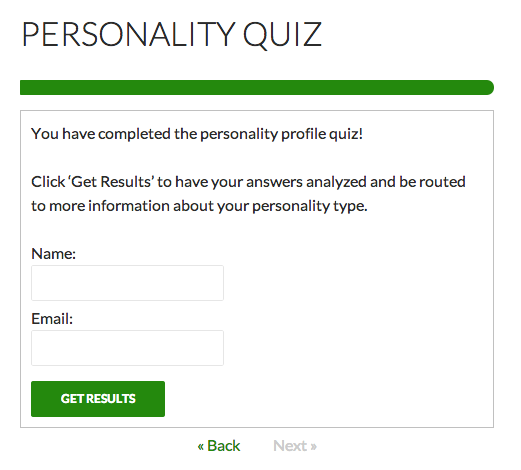 PERSONALITY QUIZ
You have completed the personality profile quiz!
Click ‘Get Results’ to have your answers analyzed and be routed
to more information about your personality type.
Name:
Email:
GET RESULTS
« Back Next »